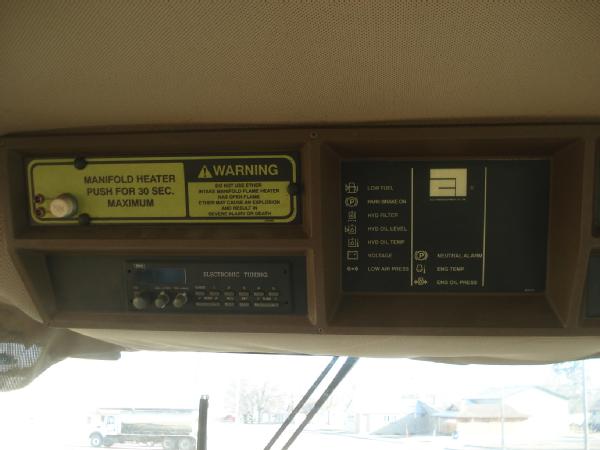 MANIFOLD HEATER
PUSH FOR 30 SEC.
MAXIMUM
WARNING
DO NOT USE ETHER
INTAKE MANIFOLD FLAME HEATER
HAS OPEN FLAME
ETHER MAY CAUSE AN EXPLOSION
AND RESULT IN
SEVERE INJURY OR DEATH
ELECTRONIC TUNING
LOW FUEL
PARK BRAKE ON
HYD FILTER
HYD OIL LEVEL
HYD OIL TEMP
VOLTAGE
LOW AIR PRESS
NEUTRAL ALARM
ENG TEMP
ENG OIL PRESS